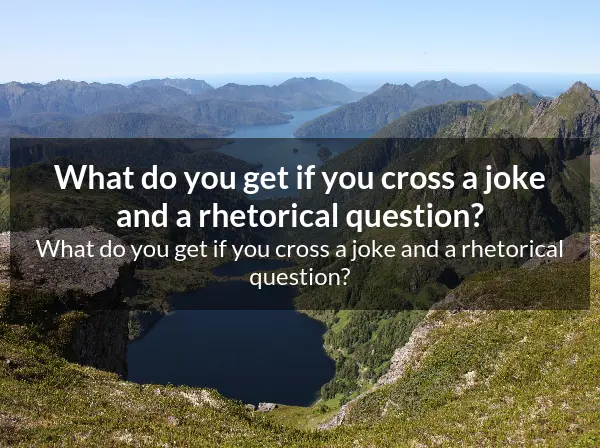 What do you get if you cross a joke
and a rhetorical question?
What do you get if you cross a joke and a rhetorical
question?